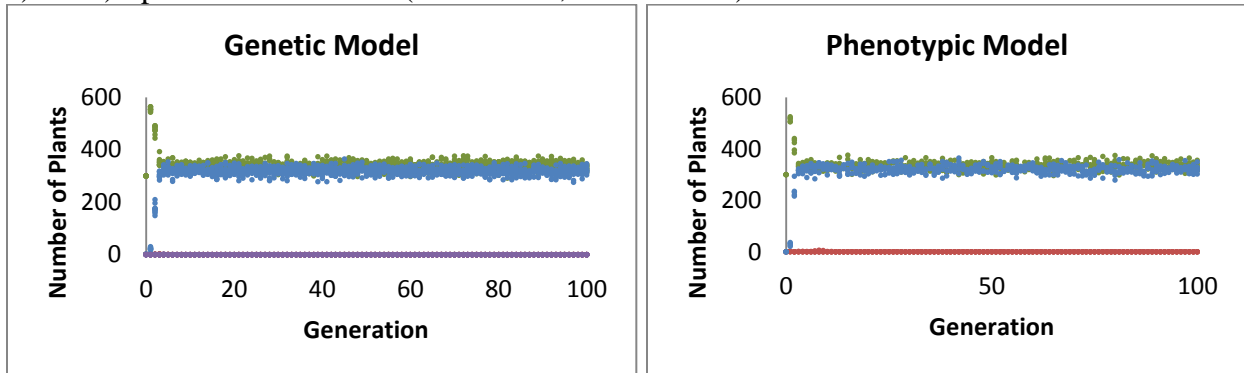 Genetic Model
Number of Plants
600
400
200
0
0 20 40 60 80 100
Generation
Phenotypic Model
Number of Plants
600
400
200
0
0 50 100
Generation